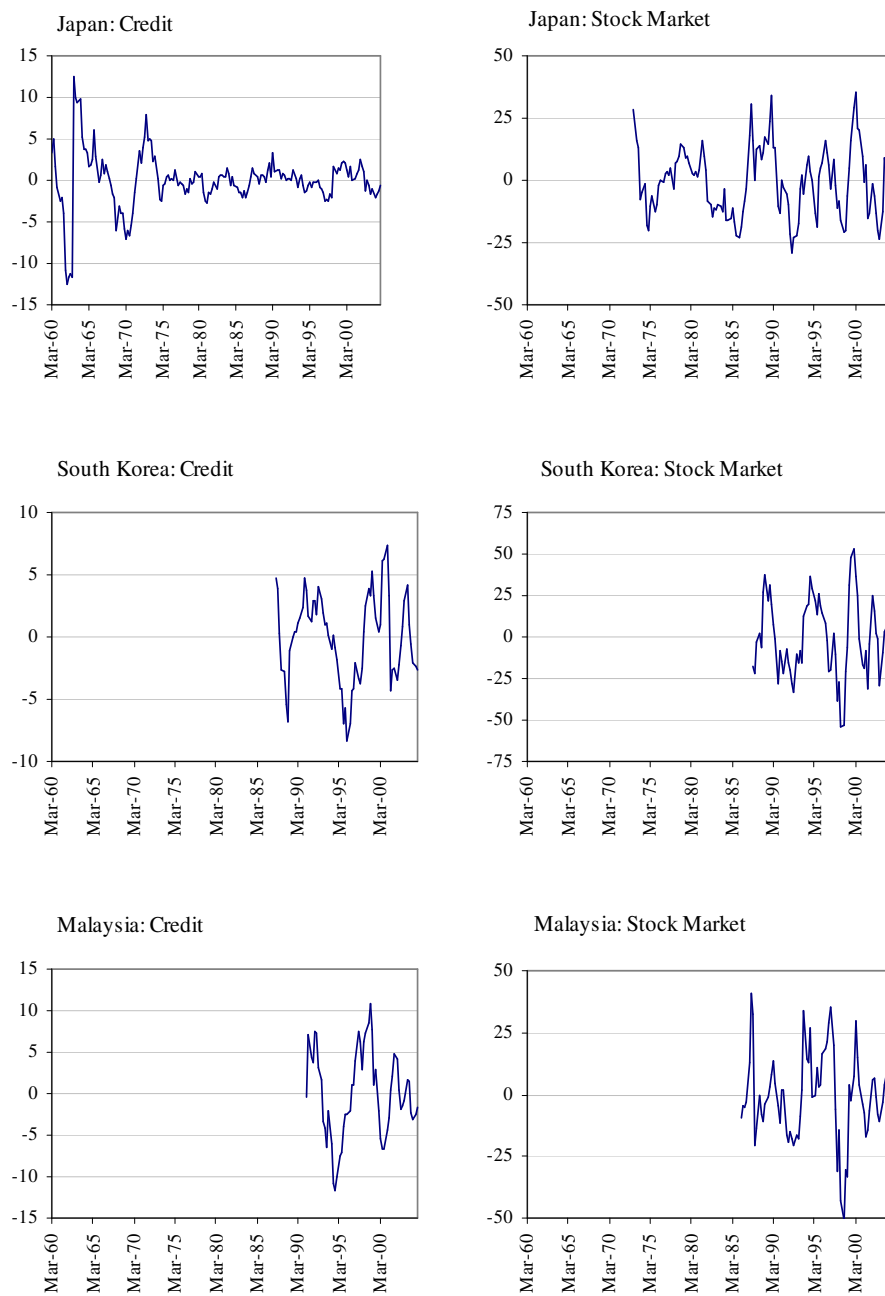 Japan: Credit
15
10
5
0
-5
-10
-15
Mar-60
Mar-65
Mar-70
Mar-75
Mar-80
Mar-85
Mar-90
Mar-95
Mar-00
Japan: Stock Market
50
25
0
-25
-50
Mar-60
Mar-65
Mar-70
Mar-75
Mar-80
Mar-85
Mar-90
Mar-95
Mar-00
South Korea: Credit
10
5
0
-5
-10
Mar-60
Mar-65
Mar-70
Mar-75
Mar-80
Mar-85
Mar-90
Mar-95
Mar-00
South Korea: Stock Market
75
50
25
0
-25
-50
-75
Mar-60
Mar-65
Mar-70
Mar-75
Mar-80
Mar-85
Mar-90
Mar-95
Mar-00
Malaysia: Credit
15
10
5
0
-5
-10
-15
Mar-60
Mar-65
Mar-70
Mar-75
Mar-80
Mar-85
Mar-90
Mar-95
Mar-00
Malaysia: Stock Market
50
25
0
-25
-50
Mar-60
Mar-65
Mar-70
Mar-75
Mar-80
Mar-85
Mar-90
Mar-95
Mar-00